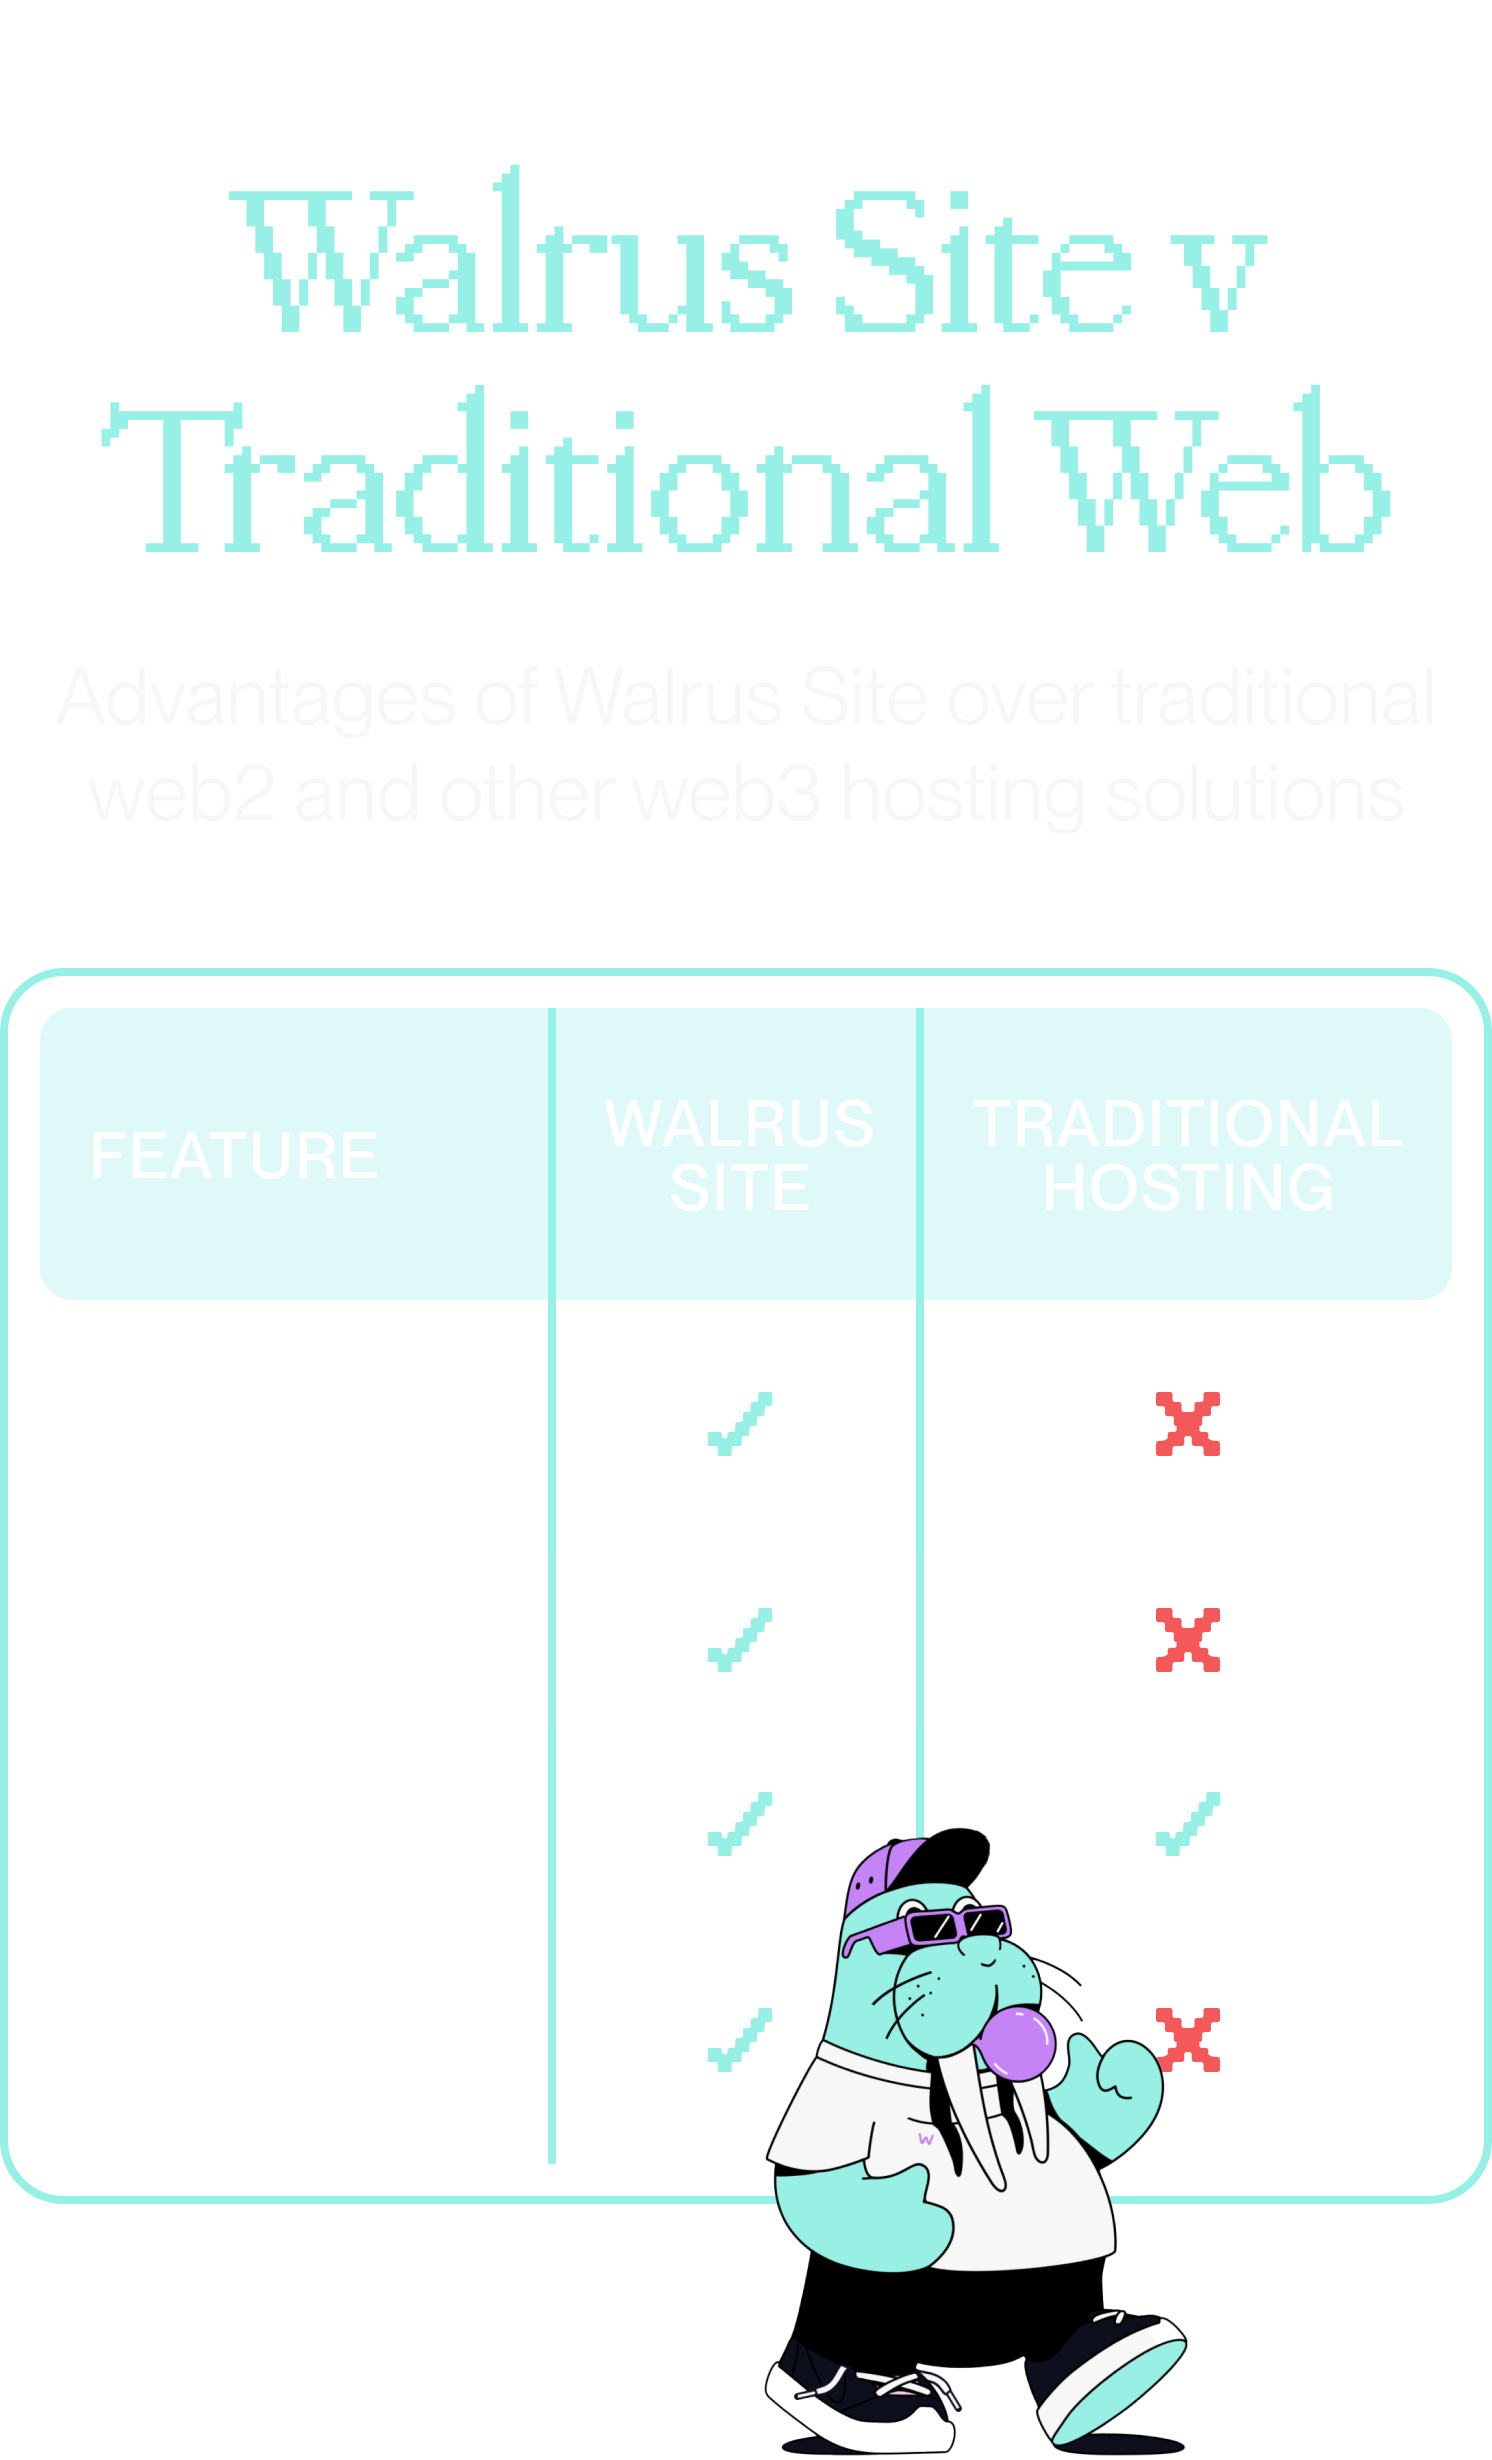 Walrus Site v
Traditional Web
Advantages of Walrus Site over traditional
web2 and other web3 hosting solutions
FEATURE
WALRUS
SITE
TRADITIONAL
HOSTING
W